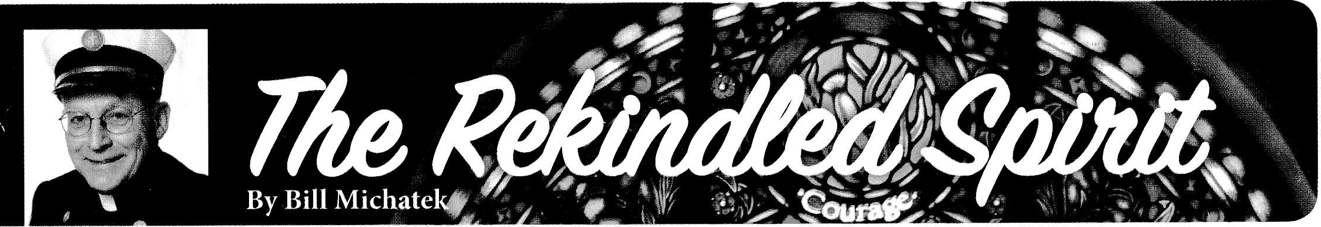 The Rekindled Spirit
By Bill Michatek
Courage